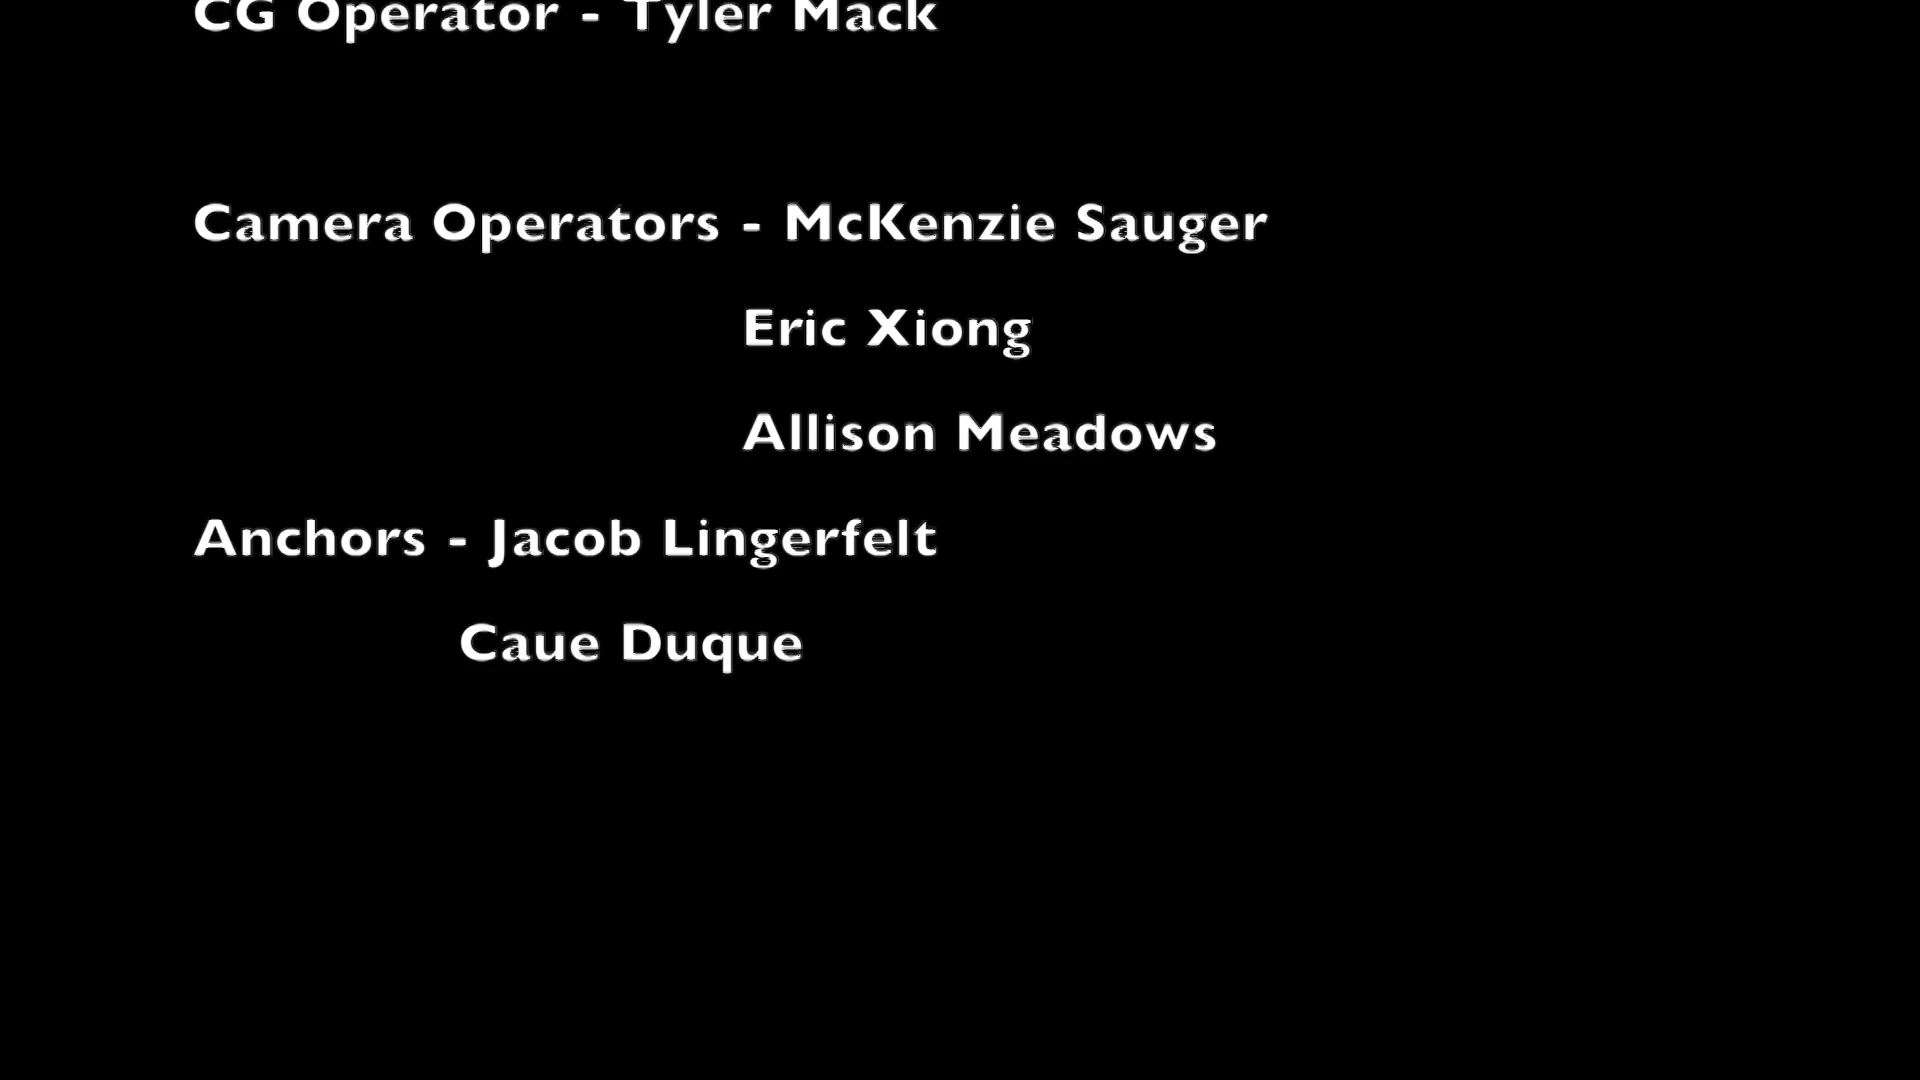 CG Operator - Tyler Mack
Camera Operators - McKenzie Sauger
Eric Xiong
Allison Meadows
Anchors - Jacob Lingerfelt
Caue Duque